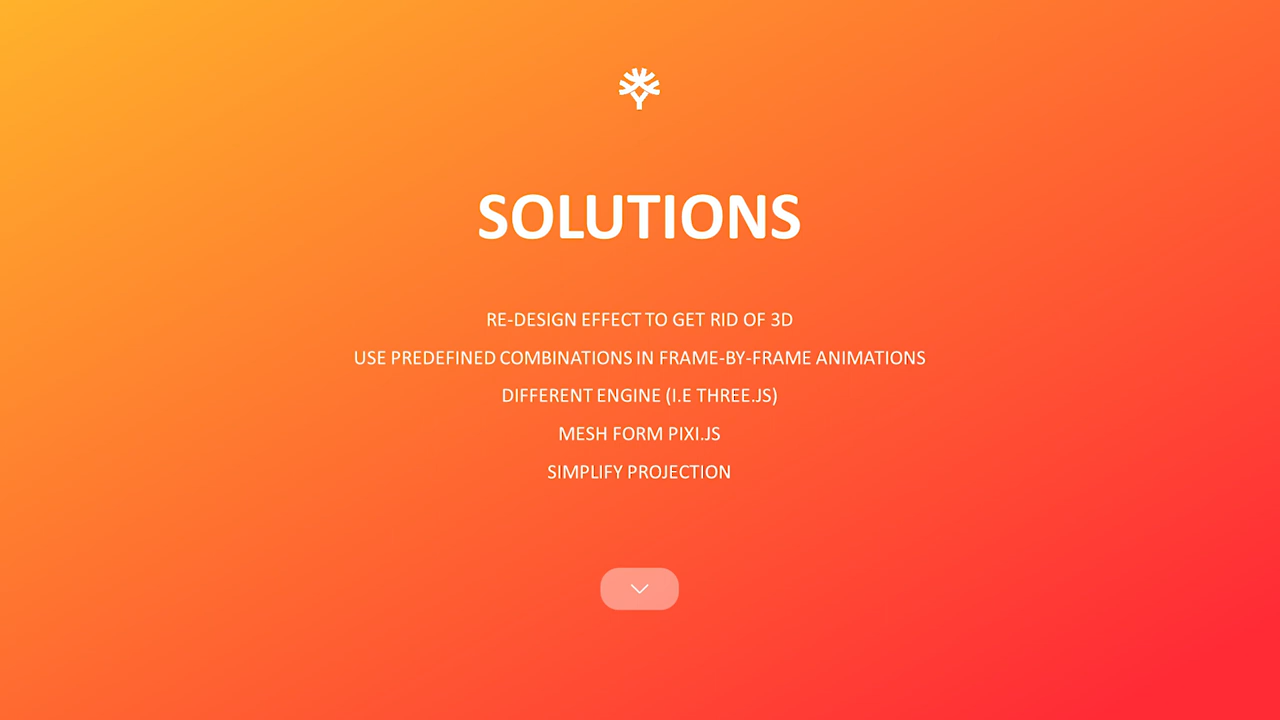 SOLUTIONS
RE-DESIGN EFFECT TO GET RID OF 3D
USE PREDEFINED COMBINATIONS IN FRAME-BY-FRAME ANIMATIONS
DIFFERENT ENGINE (I.E THREE.JS)
MESH FORM PIXI.JS
SIMPLIFY PROJECTION